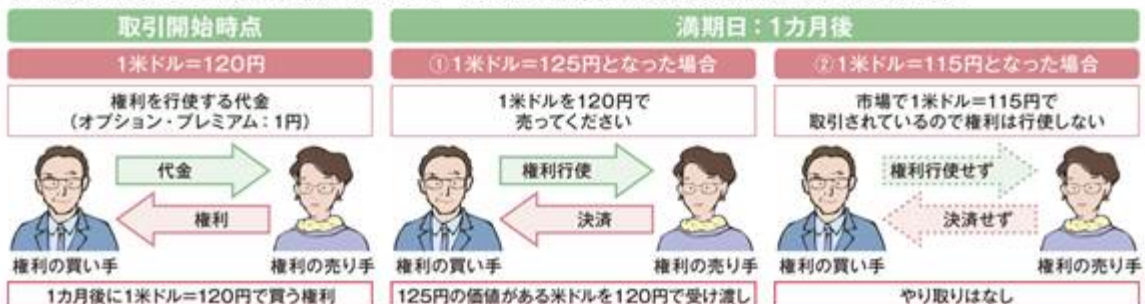 取引開始時点
満期日：1カ月後
1米ドル＝120円
①1米ドル＝125円となった場合
②1米ドル＝115円となった場合
権利を行使する代金
（オプション・プレミアム：1円）
1米ドルを120円で
売ってください
市場で1米ドル＝115円で
取引されているので権利は行使しない
代金
権利
権利の買い手
権利の売り手
権利行使
決済
権利の買い手
権利の売り手
権利行使せず
決済せず
権利の買い手
権利の売り手
1カ月後に1米ドル＝120円で買う権利
125円の価値がある米ドルを120円で受け渡し
やり取りはなし